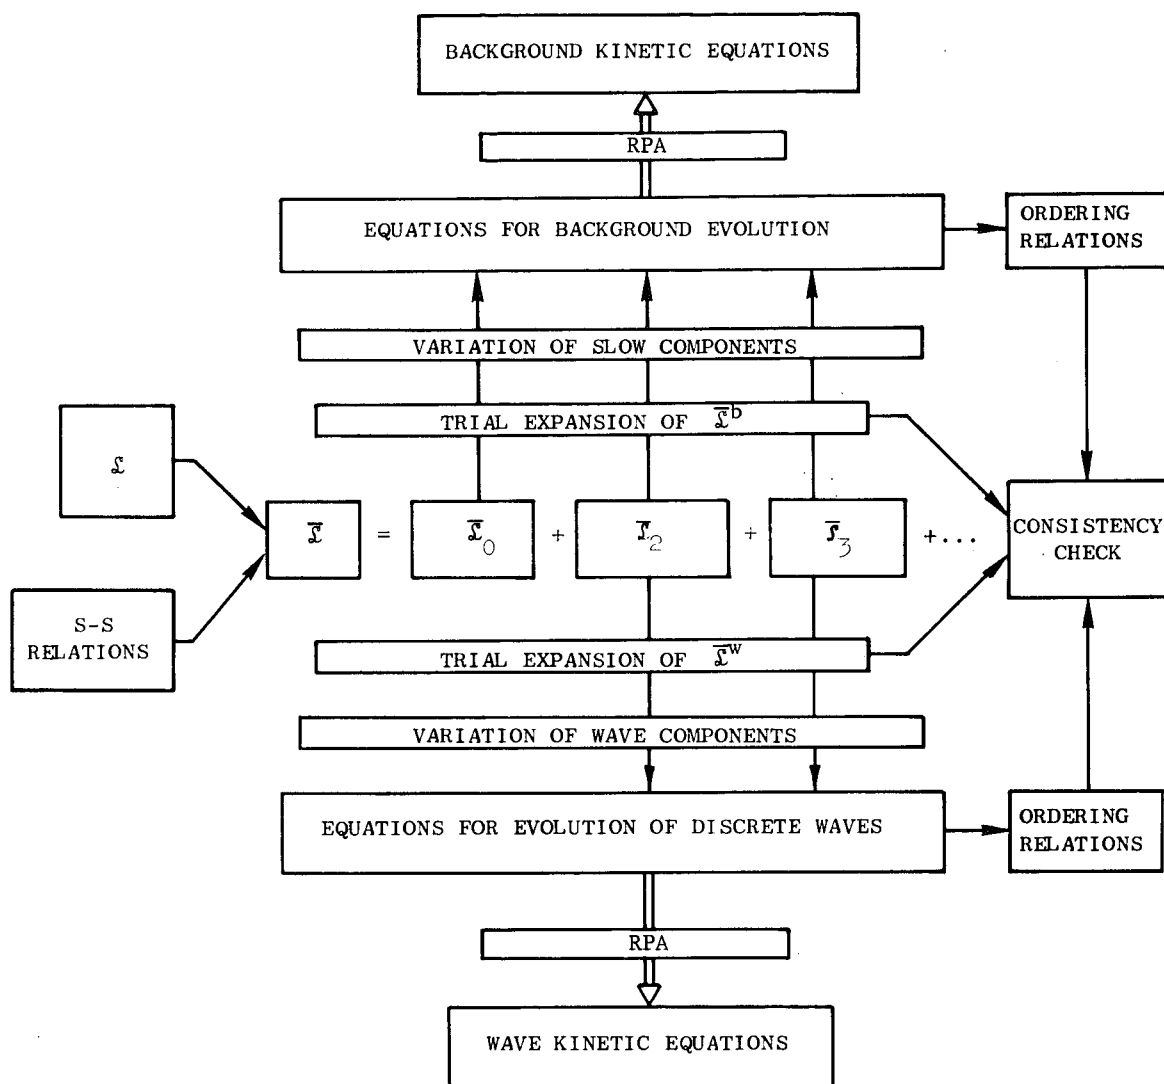 BACKGROUND KINETIC EQUATIONS
RPA
EQUATIONS FOR BACKGROUND EVOLUTION
ORDERING
RELATIONS
VARIATION OF SLOW COMPONENTS
TRIAL EXPANSION OF ℒ̄ᵇ
ℒ
ℒ̄ = ℒ̄₀ + ℒ̄₂ + ℒ̄₃ +...
CONSISTENCY
CHECK
S-S
RELATIONS
TRIAL EXPANSION OF ℒ̄ʷ
VARIATION OF WAVE COMPONENTS
EQUATIONS FOR EVOLUTION OF DISCRETE WAVES
ORDERING
RELATIONS
RPA
WAVE KINETIC EQUATIONS